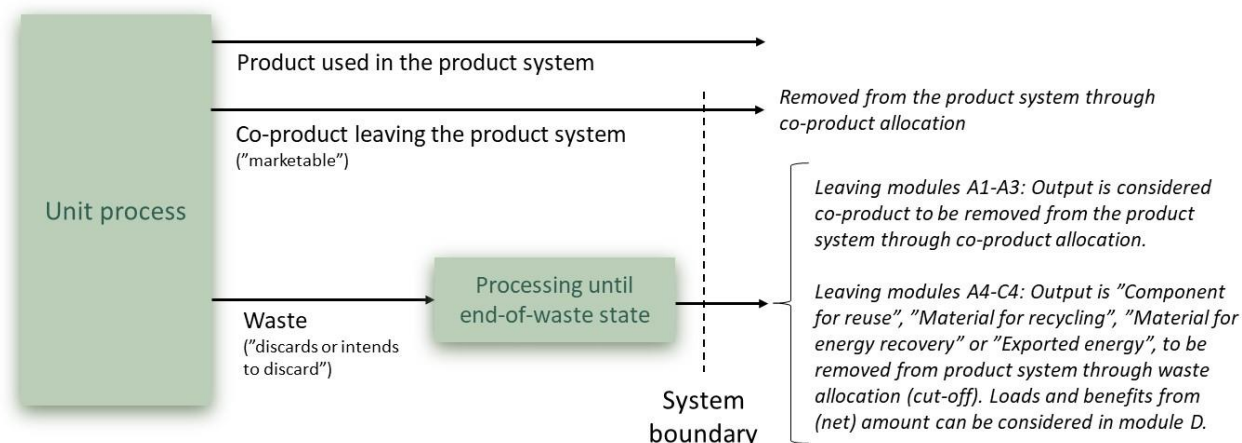 Product used in the product system
Removed from the product system through
co-product allocation
Co-product leaving the product system
(”marketable”)
Unit process
Leaving modules A1-A3: Output is considered
co-product to be removed from the product
system through co-product allocation.
Processing until
end-of-waste state
Waste
(”discards or intends
to discard”)
Leaving modules A4-C4: Output is ”Component
for reuse”, ”Material for recycling”, ”Material for
energy recovery” or ”Exported energy”, to be
removed from product system through waste
allocation (cut-off). Loads and benefits from
(net) amount can be considered in module D.
System
boundary